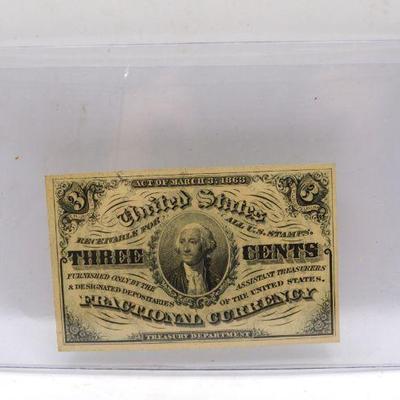 ACT OF MARCH 3, 1863
3 United States 3
RECEIVABLE FOR ALL U.S. STAMPS.
THREE CENTS
FURNISHED ONLY BY THE ASSISTANT TREASURERS
& DESIGNATED DEPOSITARIES OF THE UNITED STATES.
FRACTIONAL CURRENCY
TREASURY DEPARTMENT